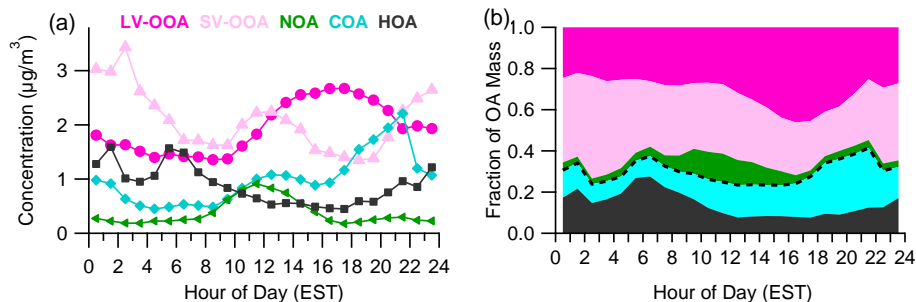 (a)
LV-OOA SV-OOA NOA COA HOA
Concentration (µg/m³)
3
2
1
0
0 2 4 6 8 10 12 14 16 18 20 22 24
Hour of Day (EST)
(b)
Fraction of OA Mass
1.0
0.8
0.6
0.4
0.2
0.0
0 2 4 6 8 10 12 14 16 18 20 22 24
Hour of Day (EST)